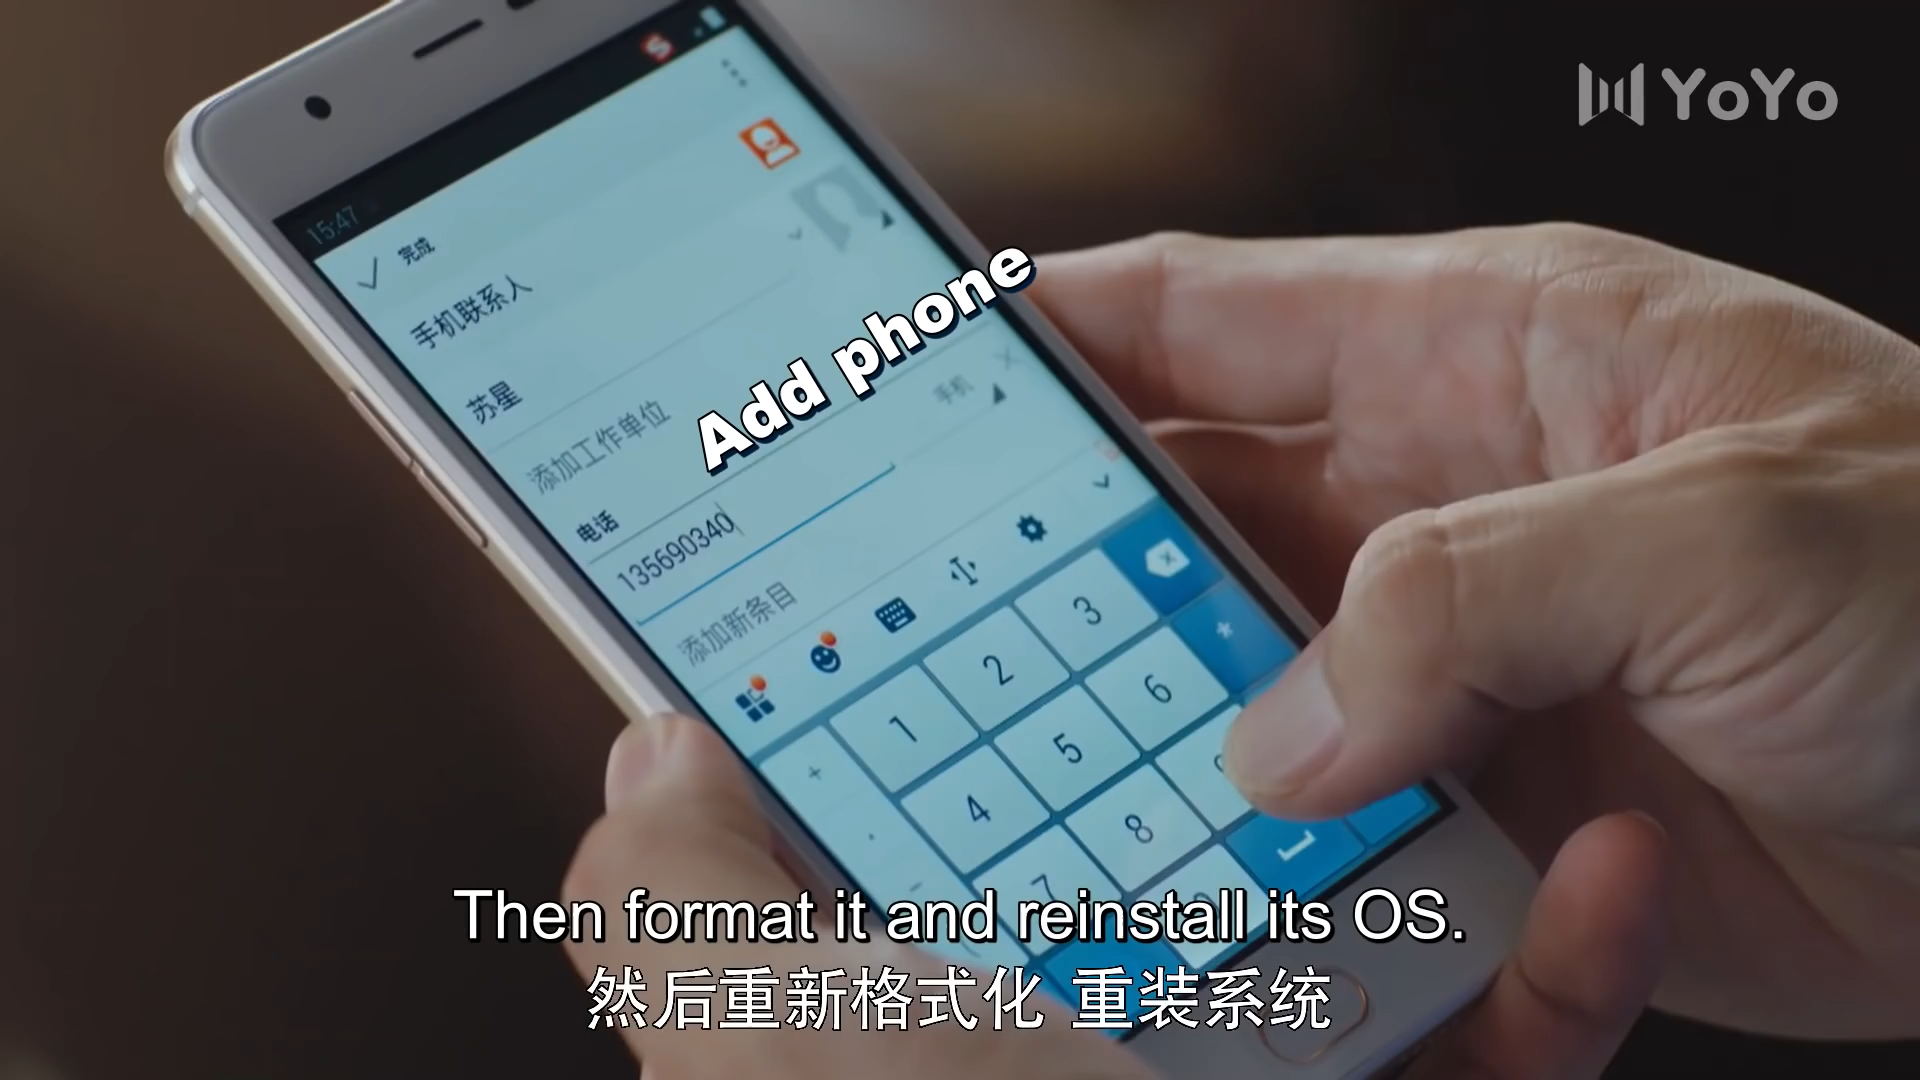 YoYo
15:47
完成
手机联系人
苏星
添加工作单位
Add phone
电话
手机
135690340
添加新条目
1
2
3
+
4
5
6
*
7
8
Then format it and reinstall its OS.
然后重新格式化 重装系统